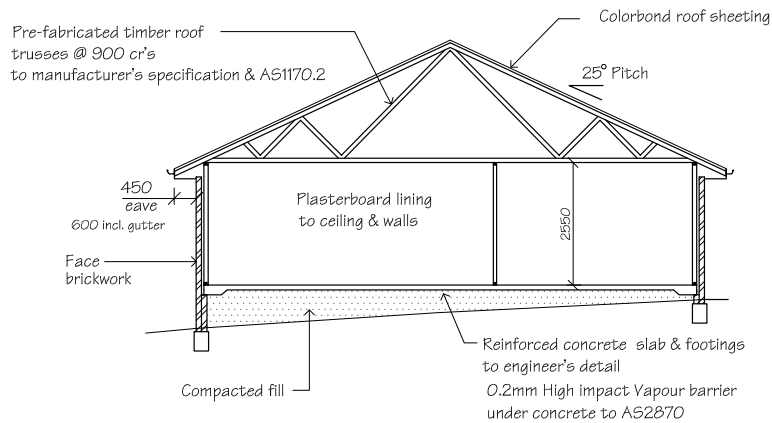 Colorbond roof sheeting
Pre-fabricated timber roof
trusses @ 900 cr's
to manufacturer's specification & AS1170.2
25° Pitch
450
eave
600 incl. gutter
Plasterboard lining
to ceiling & walls
2550
Face
brickwork
Reinforced concrete slab & footings
to engineer's detail
Compacted fill
0.2mm High impact Vapour barrier
under concrete to AS2870